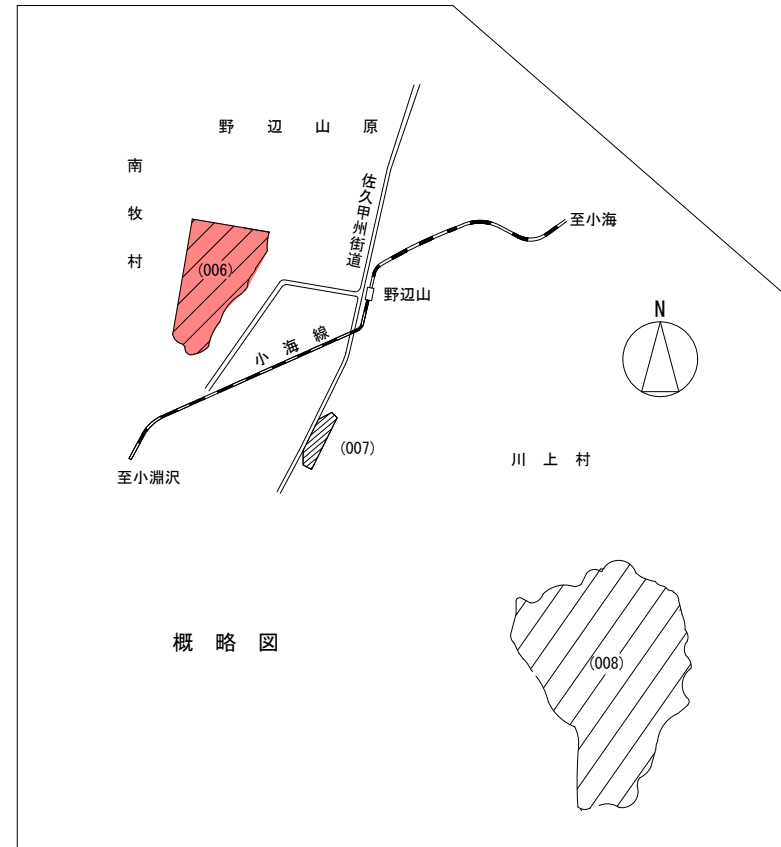 野辺山原
南牧村
佐久甲州街道
至小海
(006)
野辺山
N
小海線
(007)
川上村
至小淵沢
概略図
(008)